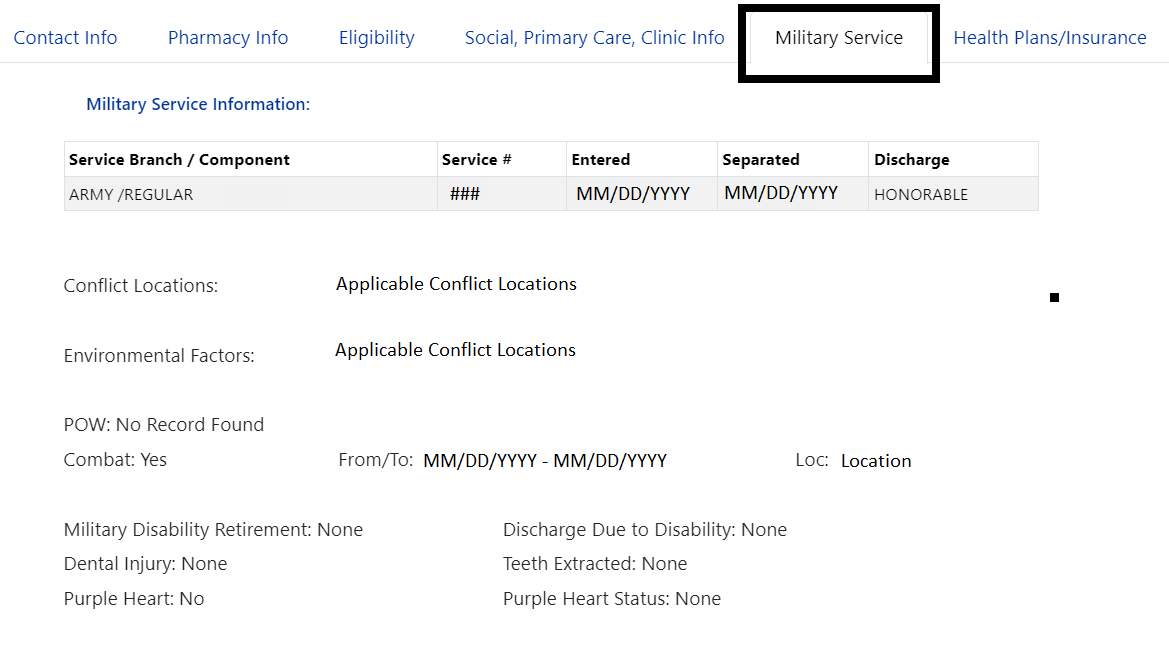 Contact Info Pharmacy Info Eligibility Social, Primary Care, Clinic Info Military Service Health Plans/Insurance
Military Service Information:
Service Branch / Component Service # Entered Separated Discharge
ARMY /REGULAR ### MM/DD/YYYY MM/DD/YYYY HONORABLE
Conflict Locations: Applicable Conflict Locations
Environmental Factors: Applicable Conflict Locations
POW: No Record Found
Combat: Yes From/To: MM/DD/YYYY - MM/DD/YYYY Loc: Location
Military Disability Retirement: None Discharge Due to Disability: None
Dental Injury: None Teeth Extracted: None
Purple Heart: No Purple Heart Status: None